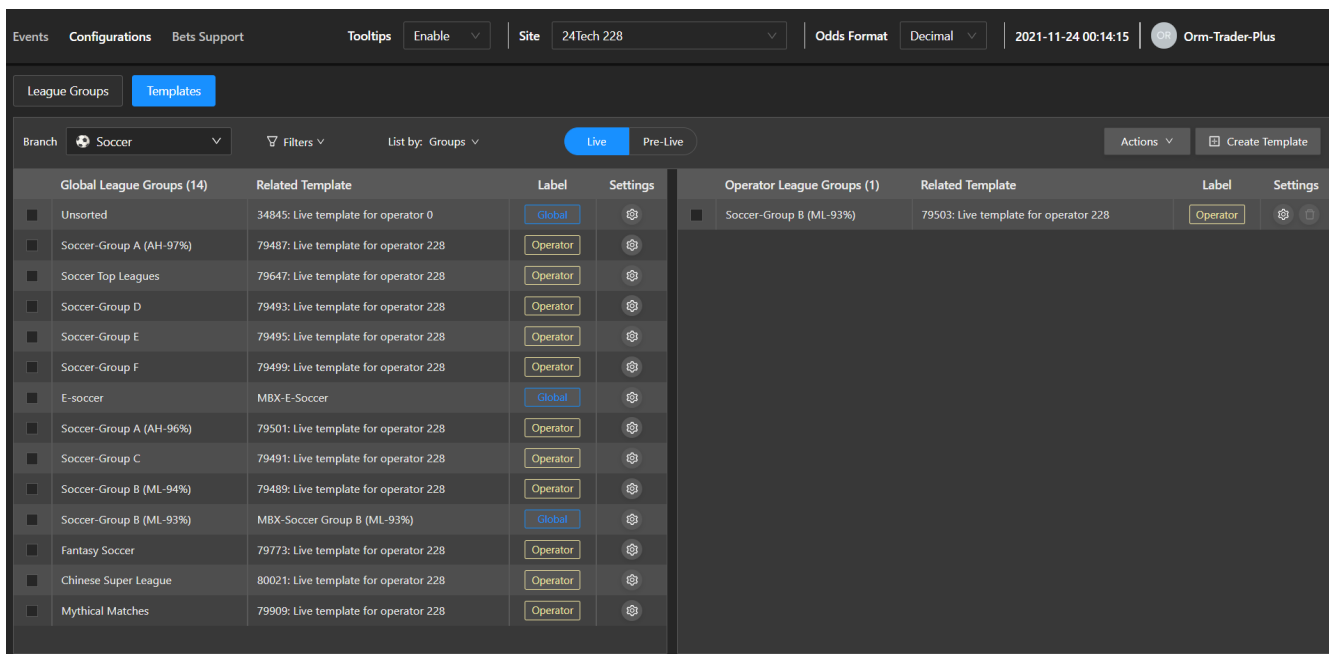 Events Configurations Bets Support Tooltips Enable Site 24Tech 228 Odds Format Decimal 2021-11-24 00:14:15 OR Orm-Trader-Plus
League Groups Templates
Branch Soccer Filters List by: Groups Live Pre-Live Actions Create Template
Global League Groups (14) Related Template Label Settings
Unsorted 34845: Live template for operator 0 Global
Soccer-Group A (AH-97%) 79487: Live template for operator 228 Operator
Soccer Top Leagues 79647: Live template for operator 228 Operator
Soccer-Group D 79493: Live template for operator 228 Operator
Soccer-Group E 79495: Live template for operator 228 Operator
Soccer-Group F 79499: Live template for operator 228 Operator
E-soccer MBX-E-Soccer Global
Soccer-Group A (AH-96%) 79501: Live template for operator 228 Operator
Soccer-Group C 79491: Live template for operator 228 Operator
Soccer-Group B (ML-94%) 79489: Live template for operator 228 Operator
Soccer-Group B (ML-93%) MBX-Soccer Group B (ML-93%) Global
Fantasy Soccer 79773: Live template for operator 228 Operator
Chinese Super League 80021: Live template for operator 228 Operator
Mythical Matches 79909: Live template for operator 228 Operator
Operator League Groups (1) Related Template Label Settings
Soccer-Group B (ML-93%) 79503: Live template for operator 228 Operator